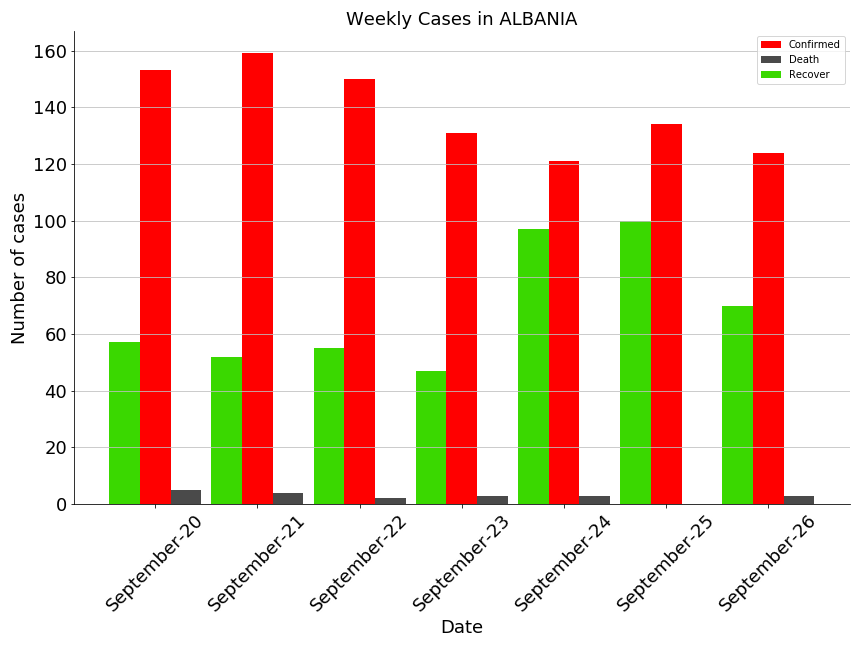 Weekly Cases in ALBANIA
Confirmed
Death
Recover
Number of cases
160
140
120
100
80
60
40
20
0
September-20
September-21
September-22
September-23
September-24
September-25
September-26
Date